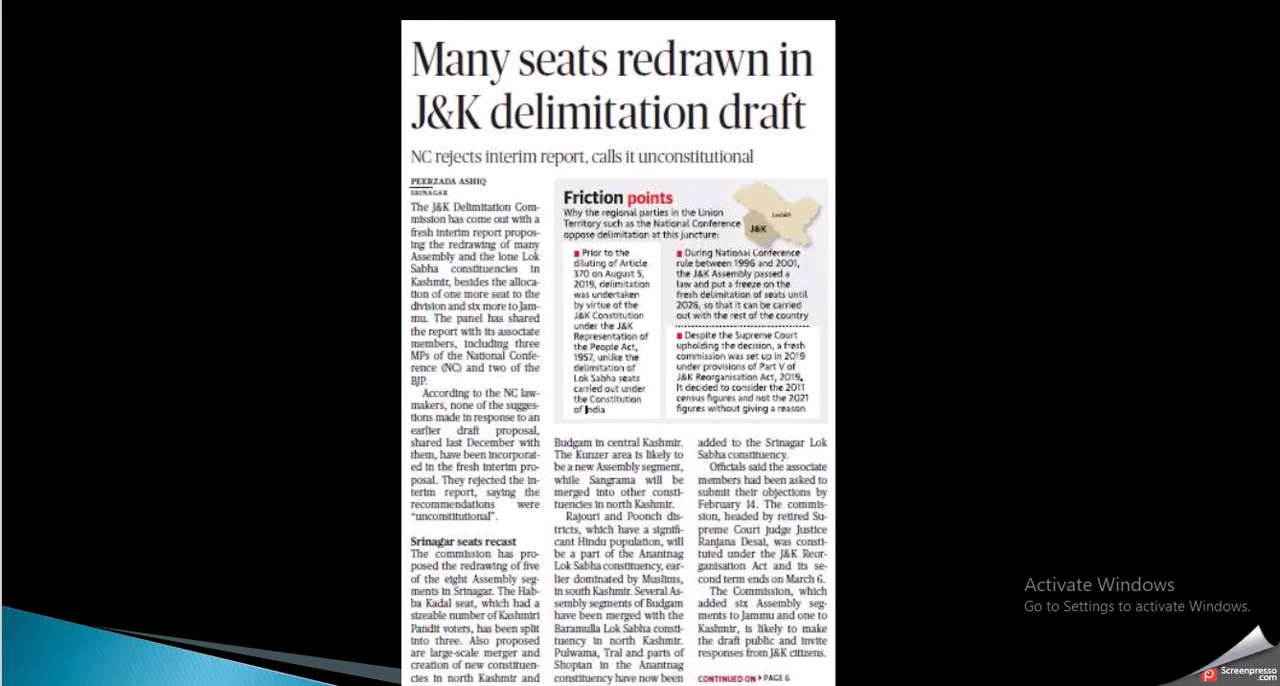 Many seats redrawn in
J&K delimitation draft
NC rejects interim report, calls it unconstitutional
PEERZADA ASHIQ
SRINAGAR
The J&K Delimitation Com-
mission has come out with a
fresh interim report propos-
ing the redrawing of many
Assembly and the lone Lok
Sabha constituencies in
Kashmir, besides the alloca-
tion of one more seat to the
division and six more to Jam-
mu. The panel has shared
the report with its associate
members, including three
MPs of the National Confe-
rence (NC) and two of the
BJP.
According to the NC law-
makers, none of the sugges-
tions made in response to an
earlier draft proposal,
shared last December with
them, have been incorporat-
ed in the fresh interim pro-
posal. They rejected the in-
terim report, saying the
recommendations were
“unconstitutional”.
Srinagar seats recast
The commission has pro-
posed the redrawing of five
of the eight Assembly seg-
ments in Srinagar. The Hab-
ba Kadal seat, which had a
sizeable number of Kashmiri
Pandit voters, has been split
into three. Also proposed
are large-scale merger and
creation of new constituen-
cies in north Kashmir and
Friction points
Why the regional parties in the Union
Territory such as the National Conference
oppose delimitation at this juncture:
Ladakh
J&K
Prior to the
diluting of Article
370 on August 5,
2019, delimitation
was undertaken
by virtue of the
J&K Constitution
under the J&K
Representation of
the People Act,
1957, unlike the
delimitation of
Lok Sabha seats
carried out under
the Constitution
of India
During National Conference
rule between 1996 and 2001,
the J&K Assembly passed a
law and put a freeze on the
fresh delimitation of seats until
2026, so that it can be carried
out with the rest of the country
Despite the Supreme Court
upholding the decision, a fresh
commission was set up in 2019
under provisions of Part V of
J&K Reorganisation Act, 2019.
It decided to consider the 2011
census figures and not the 2021
figures without giving a reason
Budgam in central Kashmir.
The Kunzer area is likely to
be a new Assembly segment,
while Sangrama will be
merged into other consti-
tuencies in north Kashmir.
Rajouri and Poonch dis-
tricts, which have a signifi-
cant Hindu population, will
be a part of the Anantnag
Lok Sabha constituency, ear-
lier dominated by Muslims,
in south Kashmir. Several As-
sembly segments of Budgam
have been merged with the
Baramulla Lok Sabha consti-
tuency in north Kashmir.
Pulwama, Tral and parts of
Shopian in the Anantnag
constituency have now been
added to the Srinagar Lok
Sabha constituency.
Officials said the associate
members had been asked to
submit their objections by
February 14. The commis-
sion, headed by retired Su-
preme Court judge Justice
Ranjana Desai, was consti-
tuted under the J&K Reor-
ganisation Act and its se-
cond term ends on March 6.
The Commission, which
added six Assembly seg-
ments to Jammu and one to
Kashmir, is likely to make
the draft public and invite
responses from J&K citizens.
CONTINUED ON PAGE 6
Activate Windows
Go to Settings to activate Windows.
Screenpresso
.com